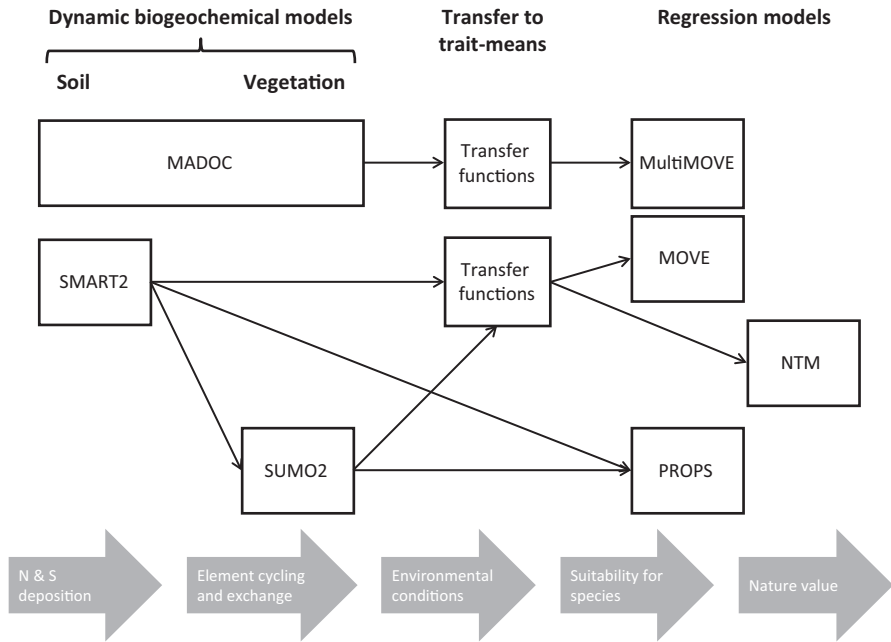 Dynamic biogeochemical models
Transfer to
trait-means
Regression models
Soil
Vegetation
MADOC
Transfer
functions
MultiMOVE
SMART2
Transfer
functions
MOVE
NTM
SUMO2
PROPS
N & S
deposition
Element cycling
and exchange
Environmental
conditions
Suitability for
species
Nature value